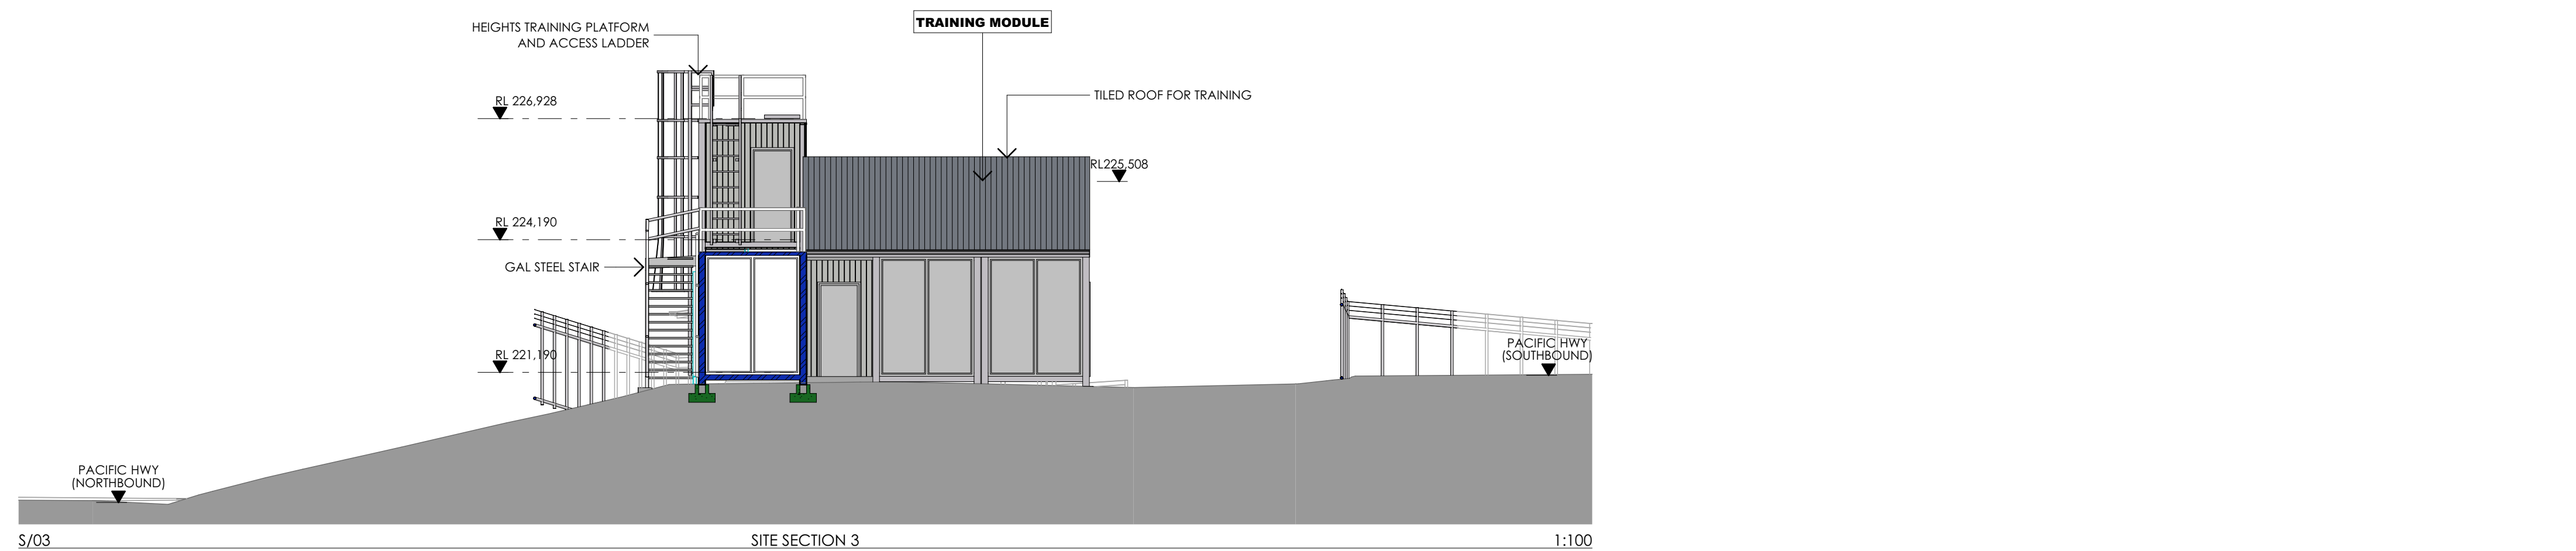 TRAINING MODULE
HEIGHTS TRAINING PLATFORM
AND ACCESS LADDER
RL 226,928
TILED ROOF FOR TRAINING
RL225,508
RL 224,190
GAL STEEL STAIR
RL 221,190
PACIFIC HWY
(SOUTHBOUND)
PACIFIC HWY
(NORTHBOUND)
S/03 SITE SECTION 3 1:100